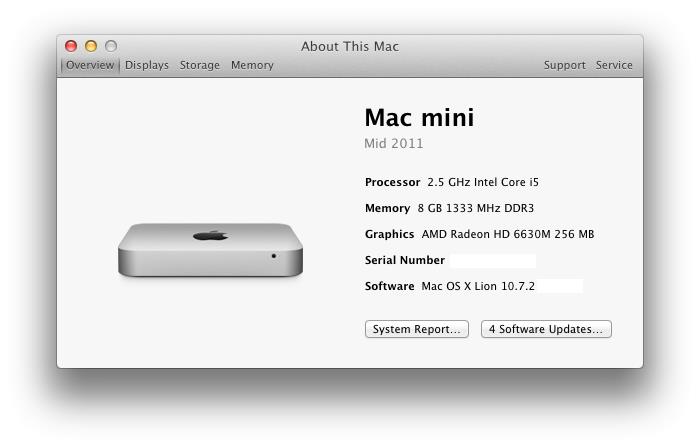 About This Mac
Overview Displays Storage Memory Support Service
Mac mini
Mid 2011
Processor 2.5 GHz Intel Core i5
Memory 8 GB 1333 MHz DDR3
Graphics AMD Radeon HD 6630M 256 MB
Serial Number
Software Mac OS X Lion 10.7.2
System Report... 4 Software Updates...